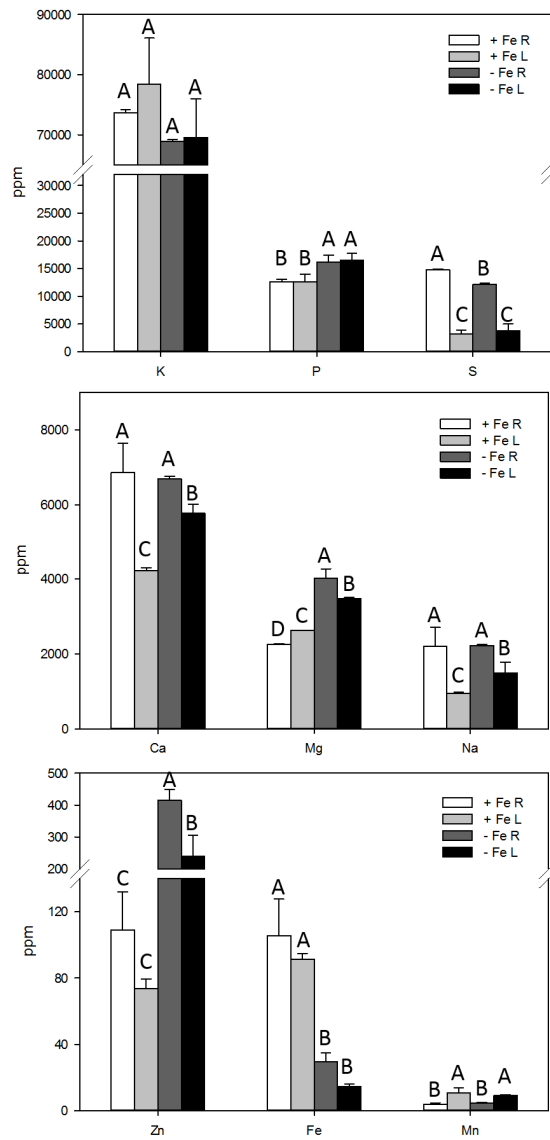 90000
80000
70000
30000
25000
20000
15000
10000
5000
0
ppm
+ Fe R
+ Fe L
- Fe R
- Fe L
A A A A
B B A A
A C B C
K P S
8000
6000
4000
2000
0
ppm
+ Fe R
+ Fe L
- Fe R
- Fe L
A C A B
D C A B
A C A B
Ca Mg Na
500
400
300
200
120
80
40
0
ppm
+ Fe R
+ Fe L
- Fe R
- Fe L
C C A B
A A B B
B A B A
Zn Fe Mn